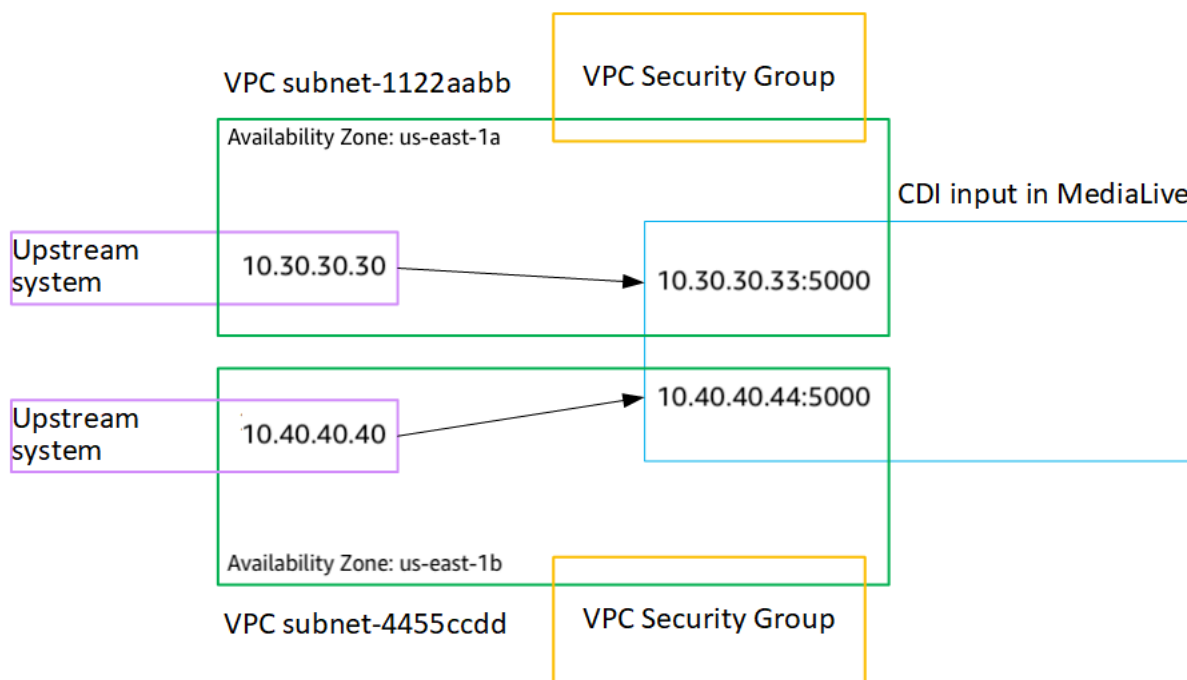 VPC subnet-1122aabb
VPC Security Group
Availability Zone: us-east-1a
CDI input in MediaLive
Upstream
system
10.30.30.30
10.30.30.33:5000
Upstream
system
10.40.40.40
10.40.40.44:5000
Availability Zone: us-east-1b
VPC subnet-4455ccdd
VPC Security Group